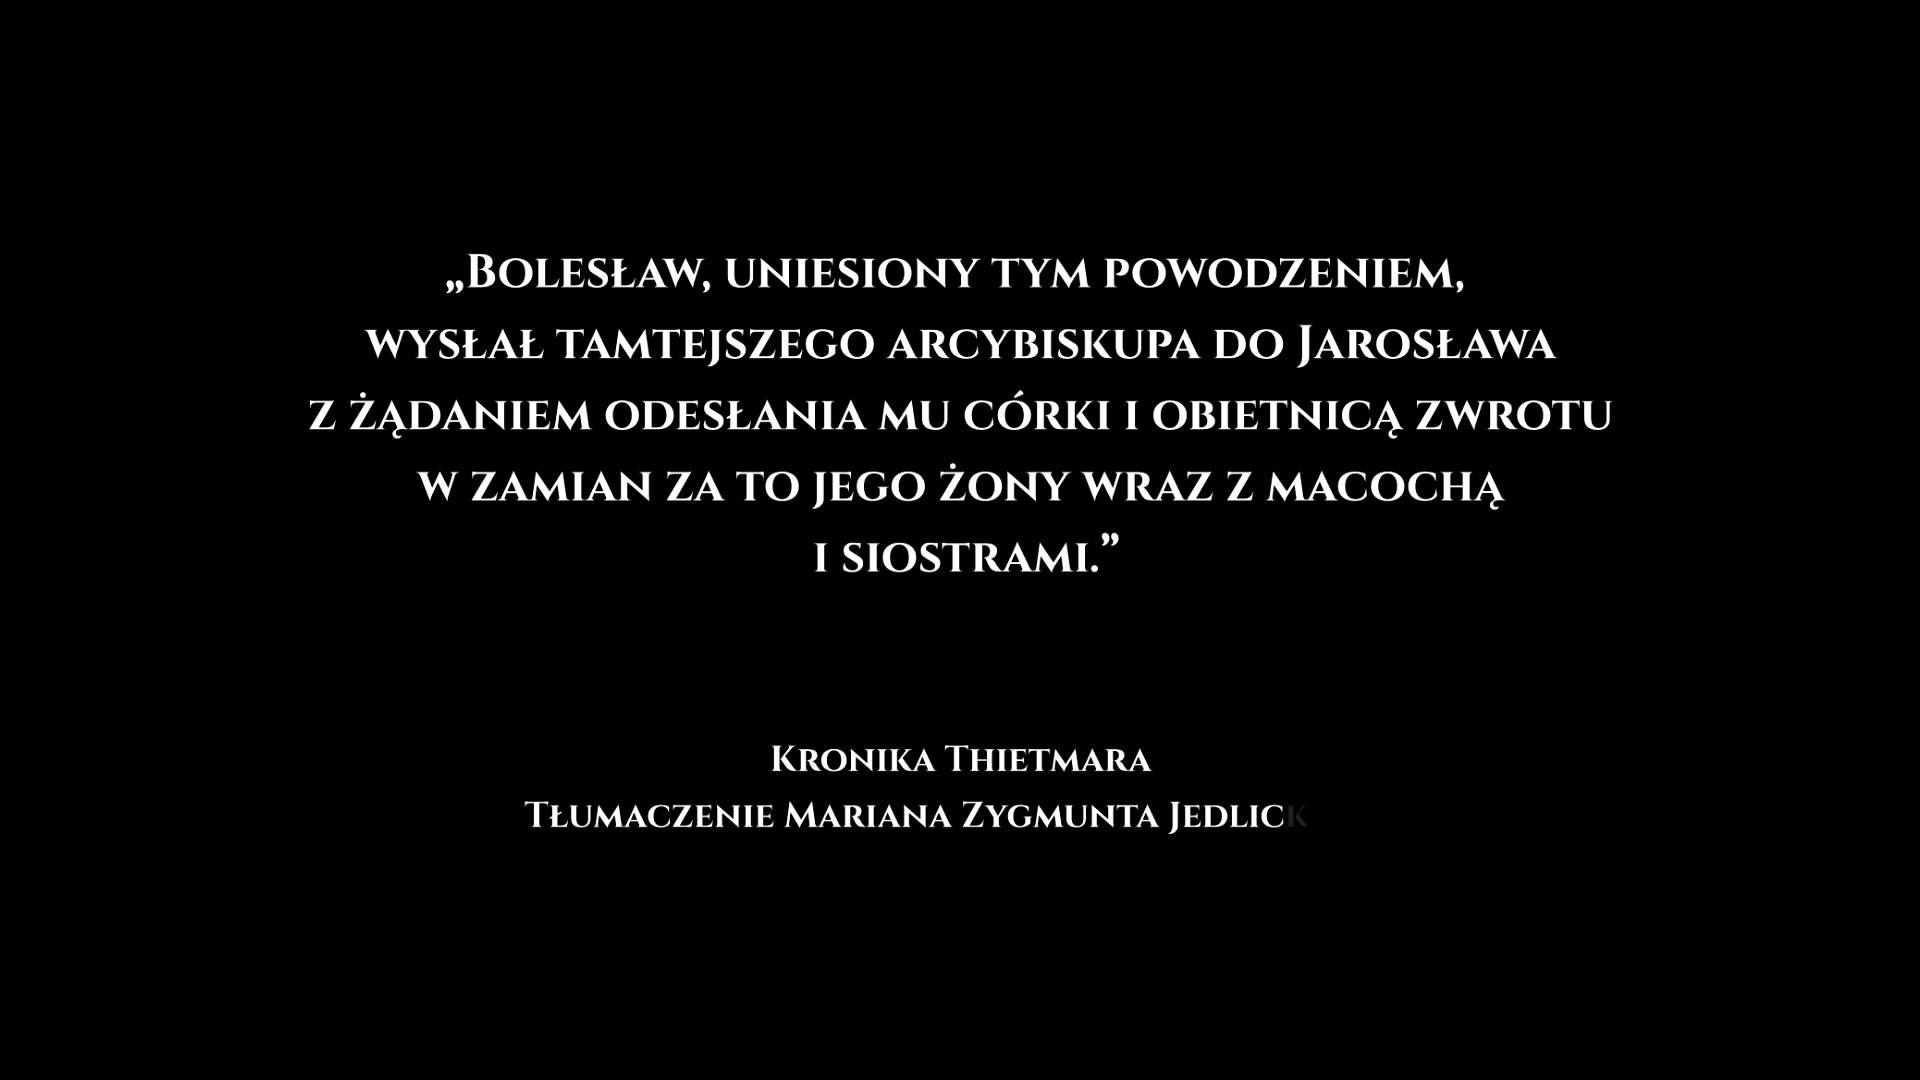 „Bolesław, uniesiony tym powodzeniem,
wysłał tamtejszego arcybiskupa do Jarosława
z żądaniem odesłania mu córki i obietnicą zwrotu
w zamian za to jego żony wraz z macochą
i siostrami.”
Kronika Thietmara
Tłumaczenie Mariana Zygmunta Jedlick